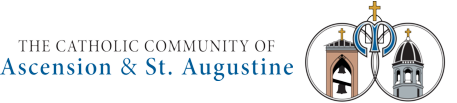 THE CATHOLIC COMMUNITY OF
Ascension & St. Augustine